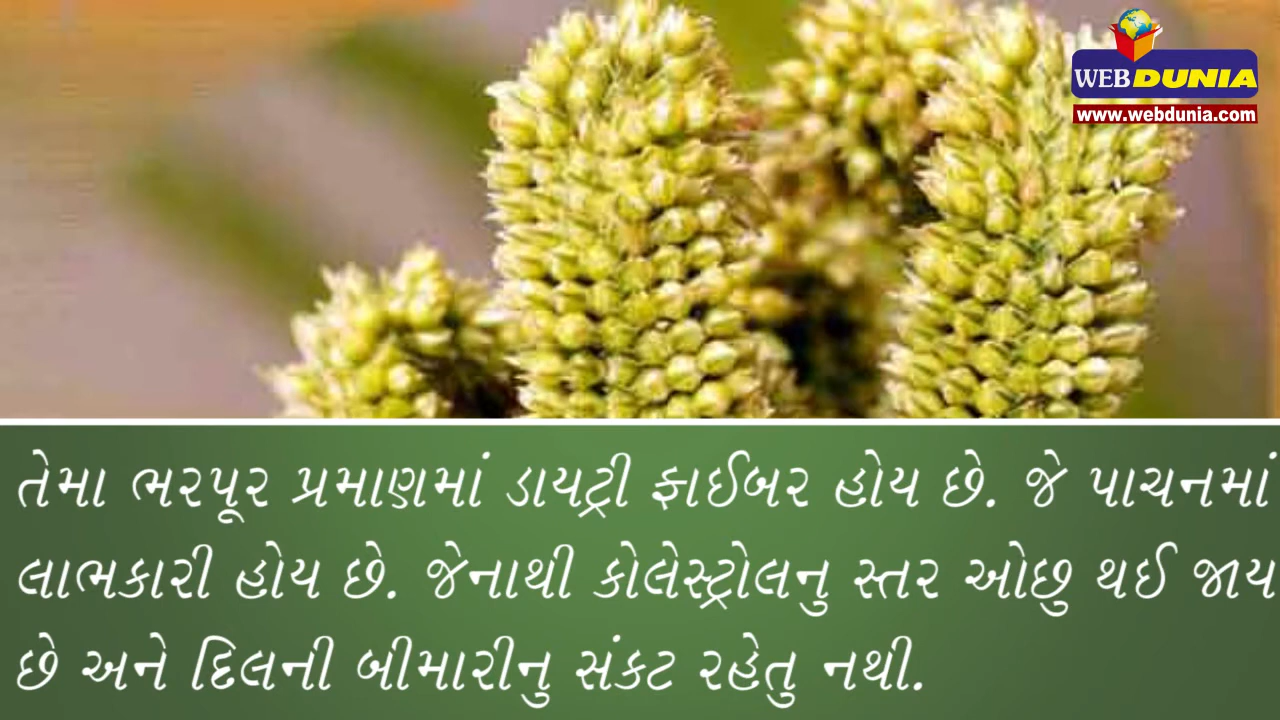 WEBDUNIA
www.webdunia.com
તેમા ભરપૂર પ્રમાણમાં ડાયટ્રી ફાઈબર હોય છે. જે પાચનમાં
લાભકારી હોય છે. જેનાથી કોલેસ્ટ્રોલનુ સ્તર ઓછુ થઈ જાય
છે અને દિલની બીમારીનુ સંકટ રહેતુ નથી.